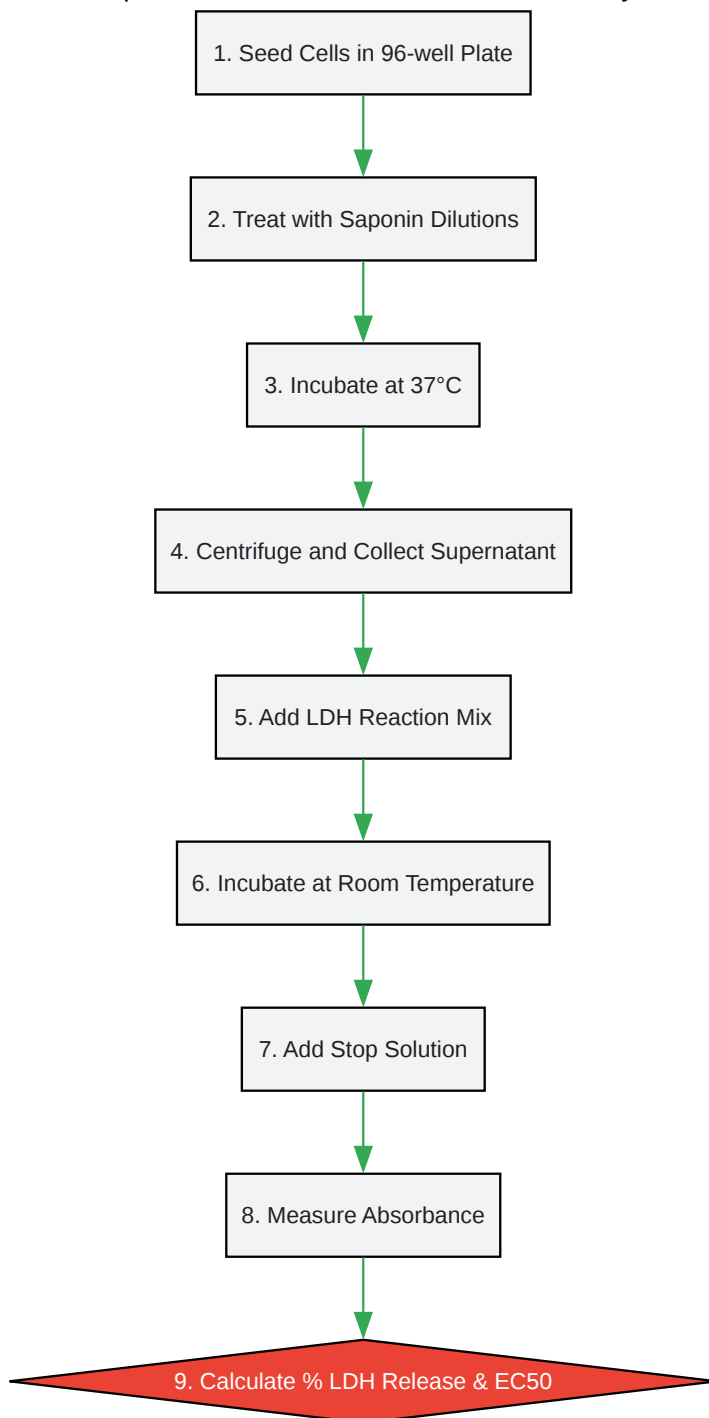 1. Seed Cells in 96-well Plate
2. Treat with Saponin Dilutions
3. Incubate at 37°C
4. Centrifuge and Collect Supernatant
5. Add LDH Reaction Mix
6. Incubate at Room Temperature
7. Add Stop Solution
8. Measure Absorbance
9. Calculate % LDH Release & EC50